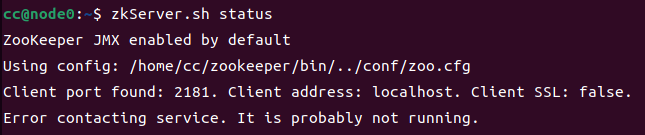 cc@node0:~$ zkServer.sh status
ZooKeeper JMX enabled by default
Using config: /home/cc/zookeeper/bin/../conf/zoo.cfg
Client port found: 2181. Client address: localhost. Client SSL: false.
Error contacting service. It is probably not running.